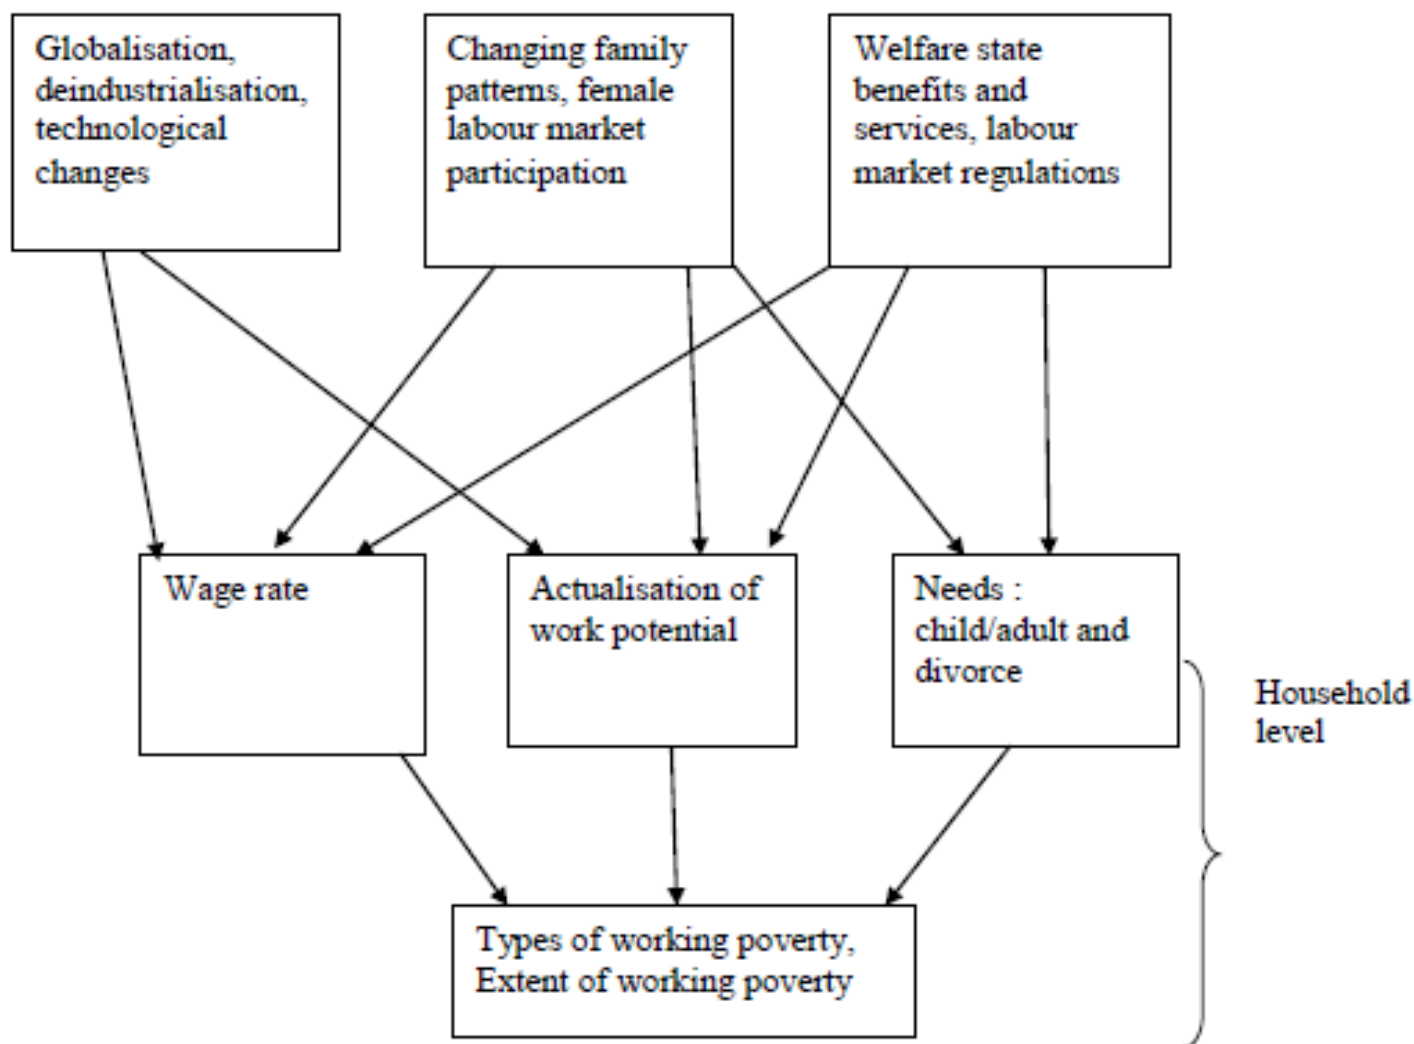 Globalisation,
deindustrialisation,
technological
changes
Changing family
patterns, female
labour market
participation
Welfare state
benefits and
services, labour
market regulations
Wage rate
Actualisation of
work potential
Needs :
child/adult and
divorce
Household
level
Types of working poverty,
Extent of working poverty